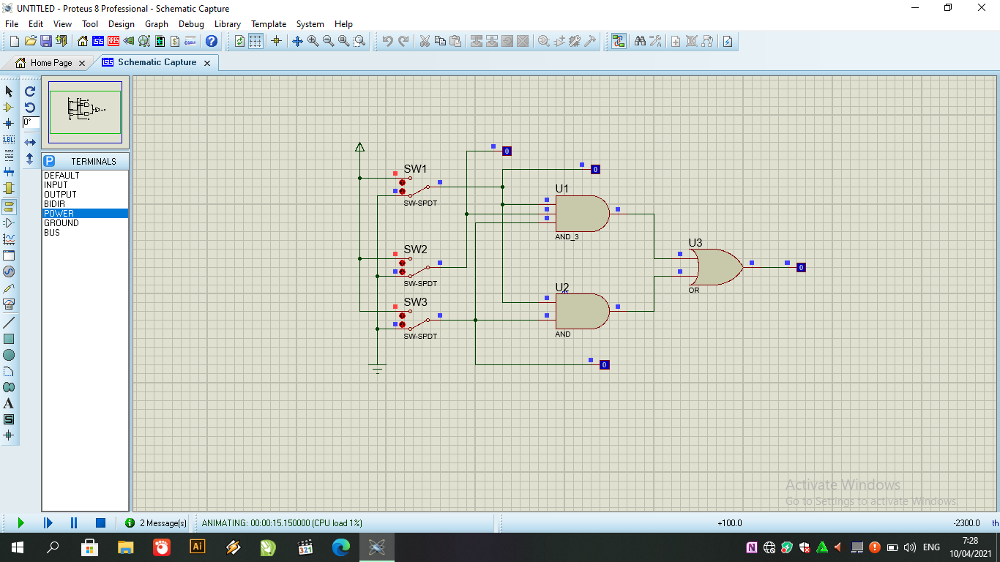 UNTITLED - Proteus 8 Professional - Schematic Capture
File Edit View Tool Design Graph Debug Library Template System Help
Home Page
Schematic Capture
LBL
0°
P TERMINALS
DEFAULT
INPUT
OUTPUT
BIDIR
POWER
GROUND
BUS
A
S
0
0
SW1
SW-SPDT
U1
AND_3
SW2
SW-SPDT
U3
OR
0
SW3
SW-SPDT
U2
AND
0
Activate Windows
Go to Settings to activate Windows.
2 Message(s)
ANIMATING: 00:00:15.150000 (CPU load 1%)
+100.0
-2300.0
th
Ai
321
N
ENG
7:28
10/04/2021